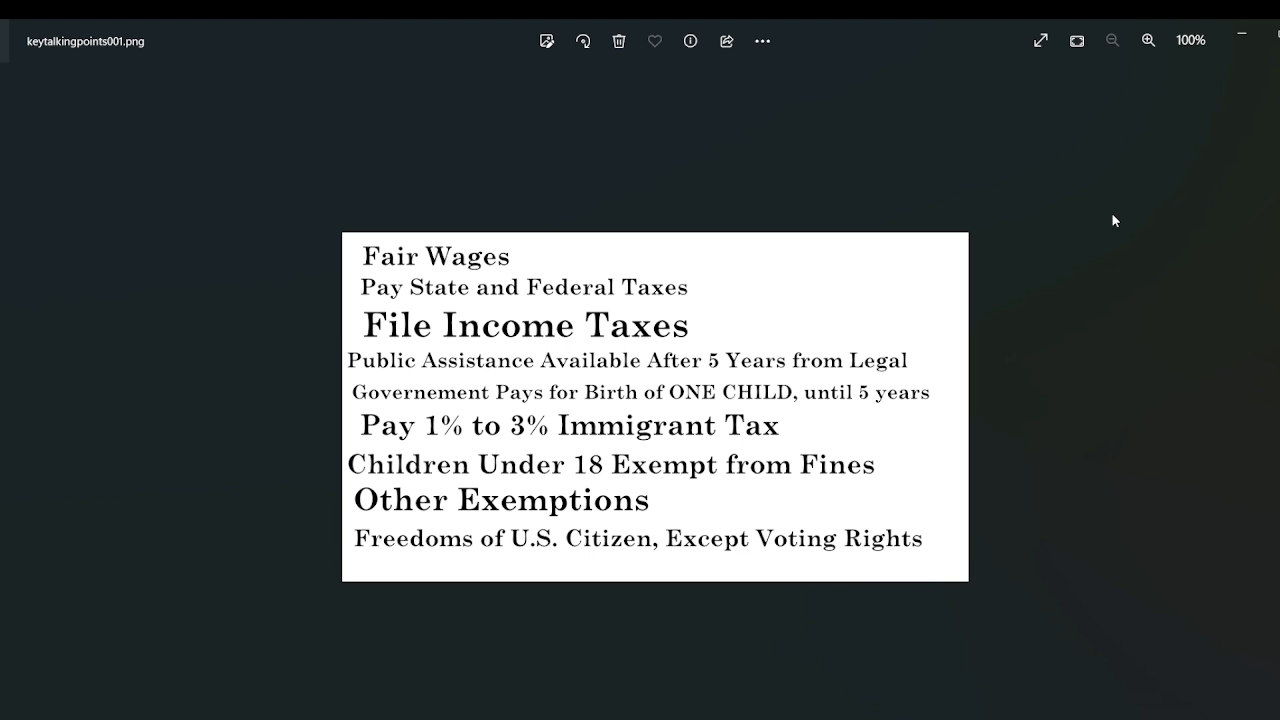 keytalkingpoints001.png
100%
Fair Wages
Pay State and Federal Taxes
File Income Taxes
Public Assistance Available After 5 Years from Legal
Governement Pays for Birth of ONE CHILD, until 5 years
Pay 1% to 3% Immigrant Tax
Children Under 18 Exempt from Fines
Other Exemptions
Freedoms of U.S. Citizen, Except Voting Rights